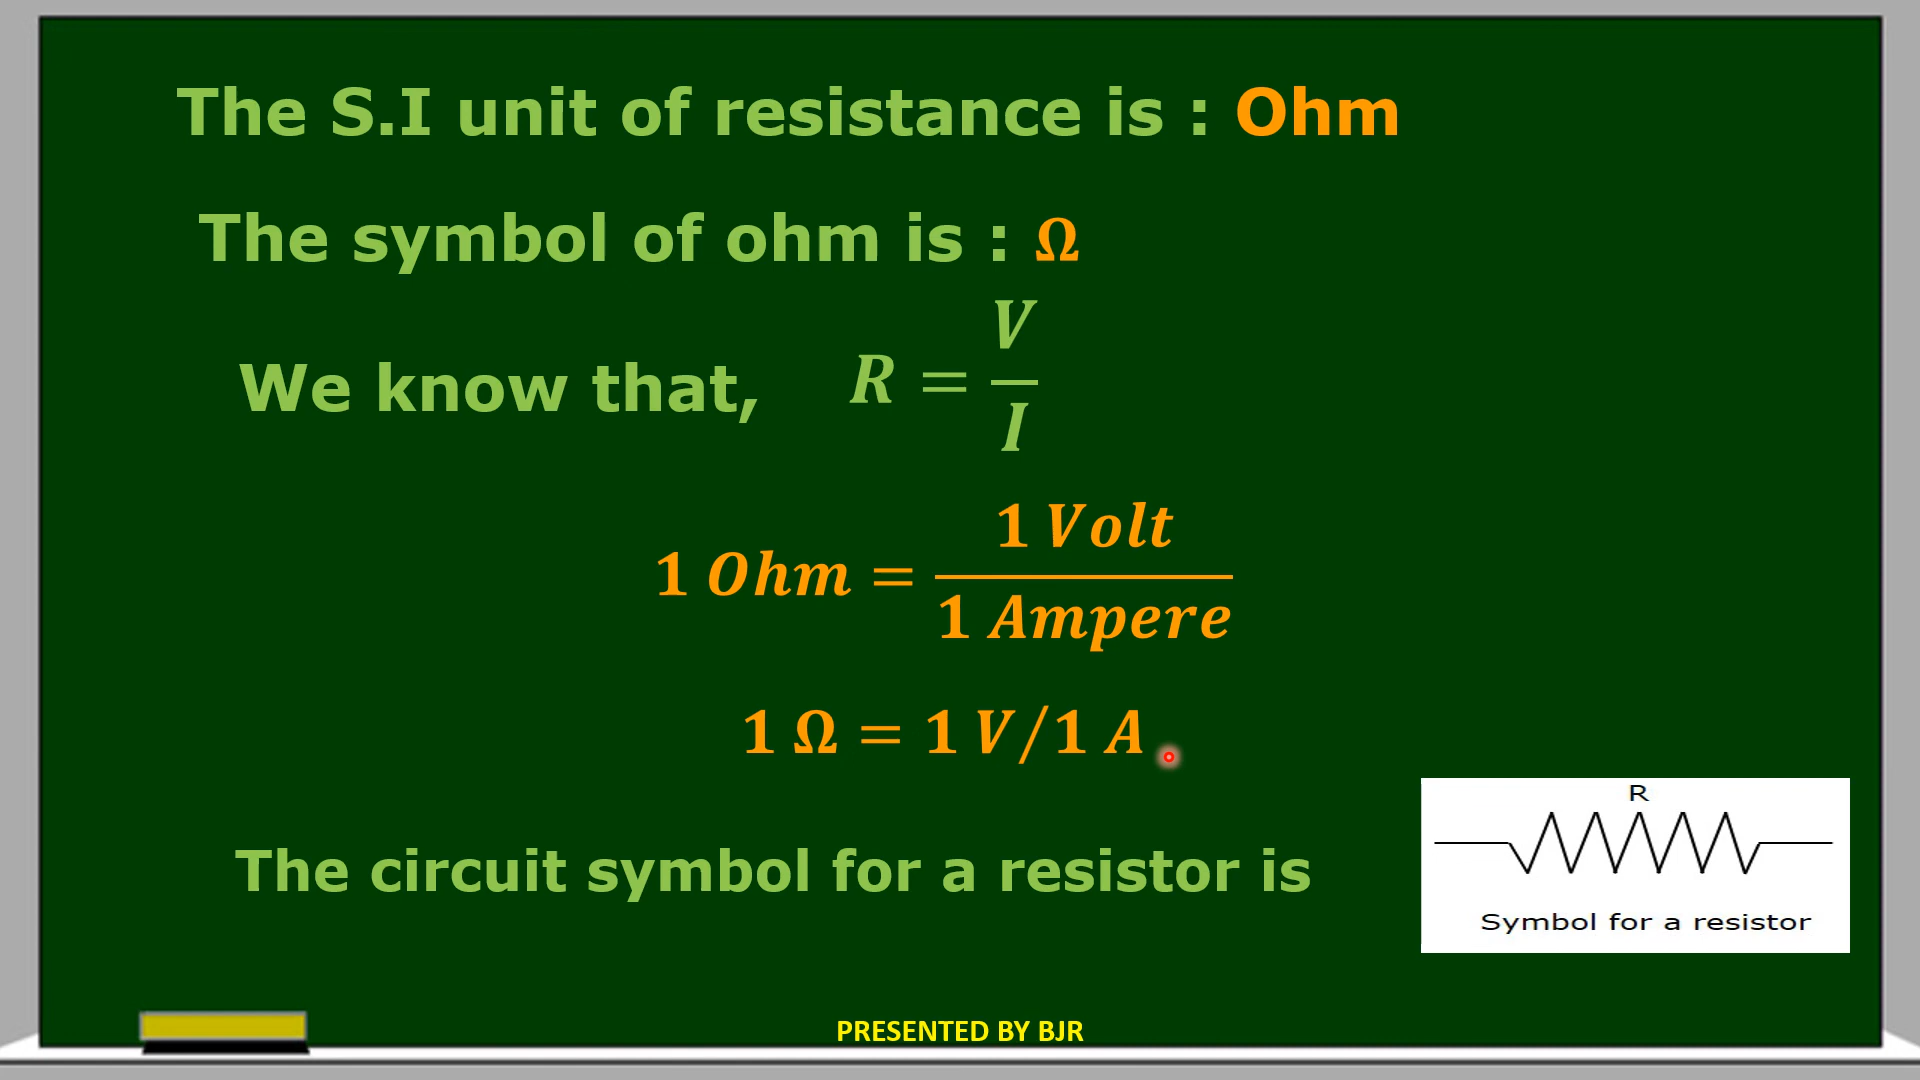 The S.I unit of resistance is : Ohm
The symbol of ohm is : Ω
We know that, R = V/I
1 Ohm = 1 Volt/1 Ampere
1 Ω = 1 V/1 A
R
The circuit symbol for a resistor is
Symbol for a resistor
PRESENTED BY BJR